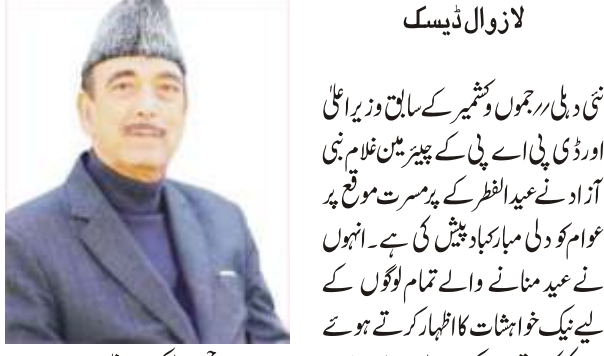 لازوال ڈیسک
نئی دہلی//جموں وکشمیر کے سابق وزیر اعلیٰ
اور ڈی پی اے پی کے چیئر مین غلام نبی
آزاد نے عیدالفطر کے پرمسرت موقع پر
عوام کو دلی مبارکباد پیش کی ہے۔انہوں
نے عید منانے والے تمام لوگوں کے
لیے نیک خواہشات کا اظہار کرتے ہوئے